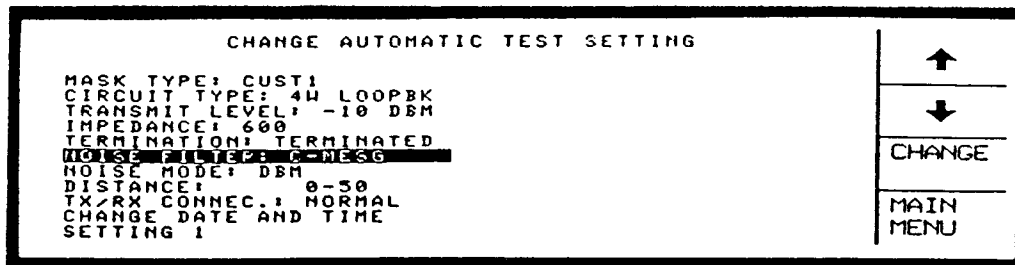 CHANGE AUTOMATIC TEST SETTING
MASK TYPE: CUST1
CIRCUIT TYPE: 4W LOOPBK
TRANSMIT LEVEL: -10 DBM
IMPEDANCE: 600
TERMINATION: TERMINATED
NOISE FILTER: C-MESG
NOISE MODE: DBM
DISTANCE: 0-50
TX/RX CONNEC.: NORMAL
CHANGE DATE AND TIME
SETTING 1
CHANGE
MAIN
MENU